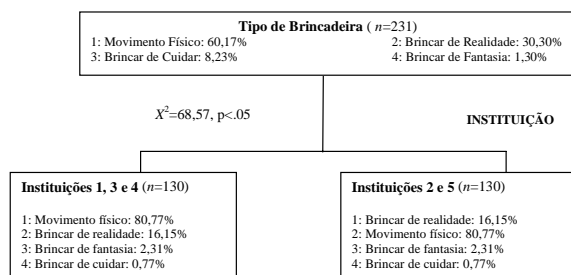 Tipo de Brincadeira ( n=231)
1: Movimento Físico: 60,17% 2: Brincar de Realidade: 30,30%
3: Brincar de Cuidar: 8,23% 4: Brincar de Fantasia: 1,30%
X²=68,57, p<.05
INSTITUIÇÃO
Instituições 1, 3 e 4 (n=130)
1: Movimento físico: 80,77%
2: Brincar de realidade: 16,15%
3: Brincar de fantasia: 2,31%
4: Brincar de cuidar: 0,77%
Instituições 2 e 5 (n=130)
1: Brincar de realidade: 16,15%
2: Movimento físico: 80,77%
3: Brincar de fantasia: 2,31%
4: Brincar de cuidar: 0,77%